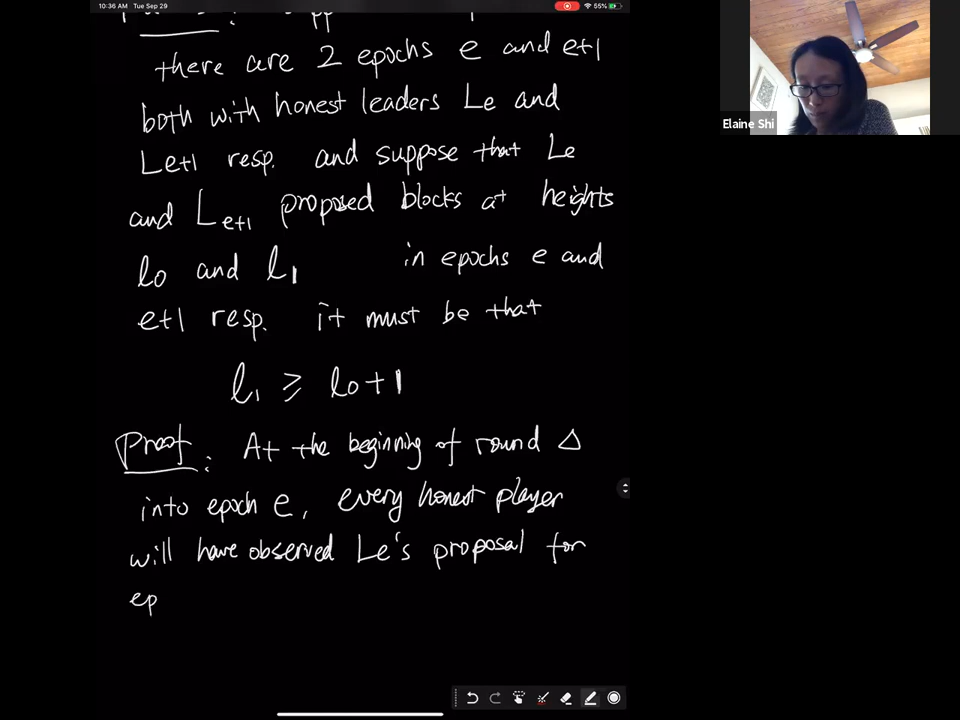 10:36 AM Tue Sep 29
55%
there are 2 epochs e and e+1
both with honest leaders Le and
Le+1 resp. and suppose that Le
and Le+1 proposed blocks at heights
l0 and l1 in epochs e and
e+1 resp. it must be that
l1 ≥ l0+1
Proof: At the beginning of round Δ
into epoch e, every honest player
will have observed Le's proposal for
ep
Elaine Shi